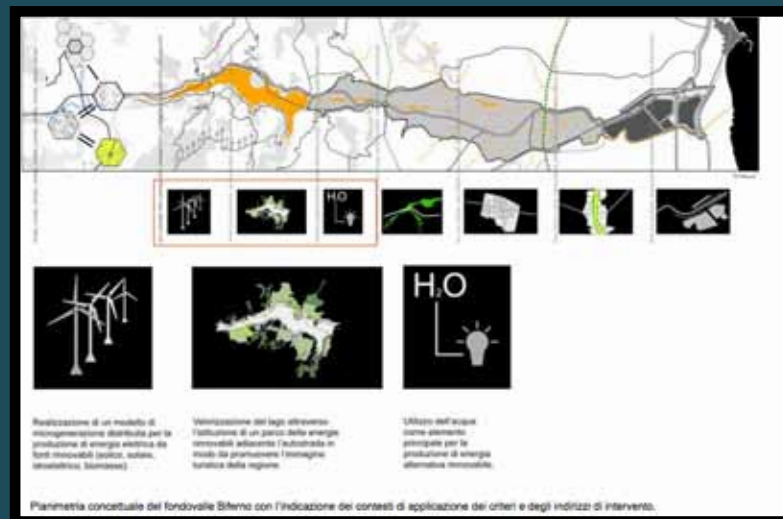 H2O
H2O
Realizzazione di un modello di
microgenerazione distribuita per la
produzione di energia elettrica da
fonti rinnovabili (eolico, solare,
idroelettrico, biomasse)
Valorizzazione del lago attraverso
l'istituzione di un parco delle energie
rinnovabili adiacente l'autostrada in
modo da promuovere l'immagine
turistica della regione.
Utilizzo dell'acqua
come elemento
principale per la
produzione di energia
alternativa rinnovabile.
Planimetria concettuale del fondovalle Biferno con l'indicazione dei contesti di applicazione dei criteri e degli indirizzi di intervento.